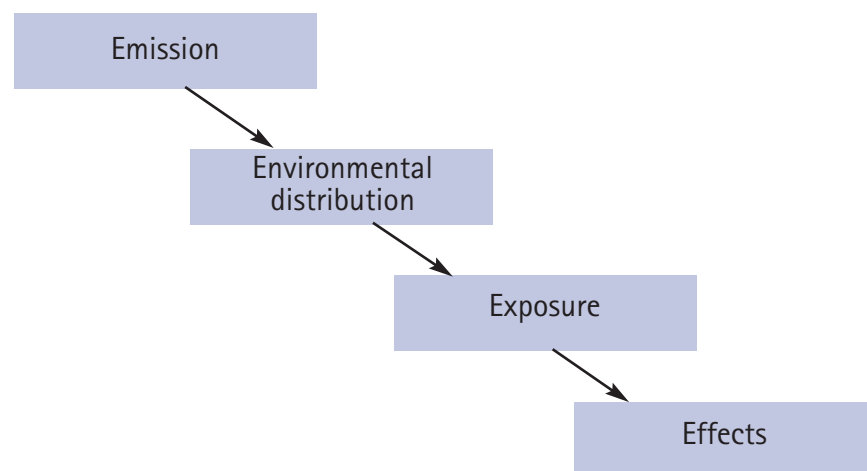 Emission
Environmental
distribution
Exposure
Effects